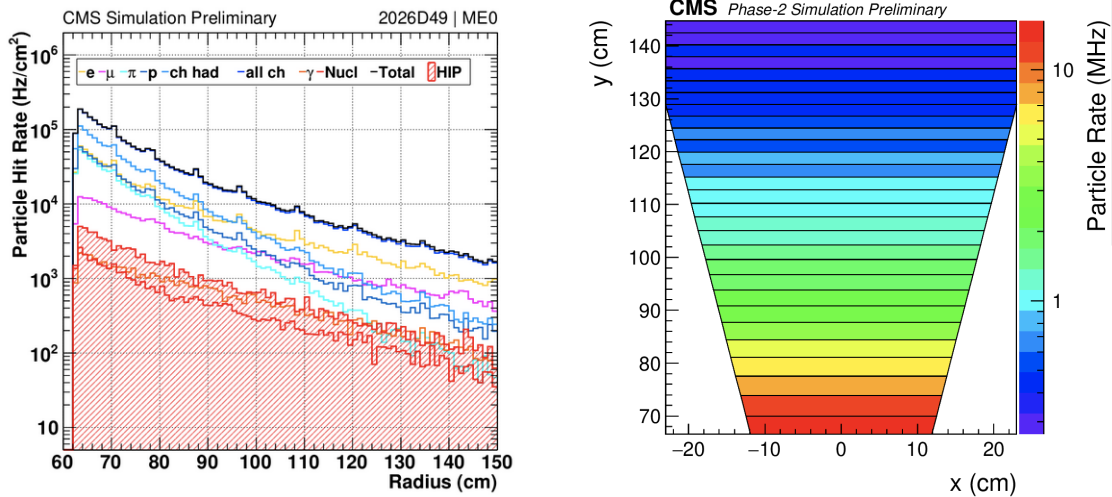 CMS Simulation Preliminary 2026D49 | ME0
Particle Hit Rate (Hz/cm²)
10⁶
10⁵
10⁴
10³
10²
10
e μ π p ch had all ch γ Nucl Total HIP
60 70 80 90 100 110 120 130 140 150
Radius (cm)
CMS Phase-2 Simulation Preliminary
y (cm)
140
130
120
110
100
90
80
70
−20 −10 0 10 20
x (cm)
10
1
Particle Rate (MHz)